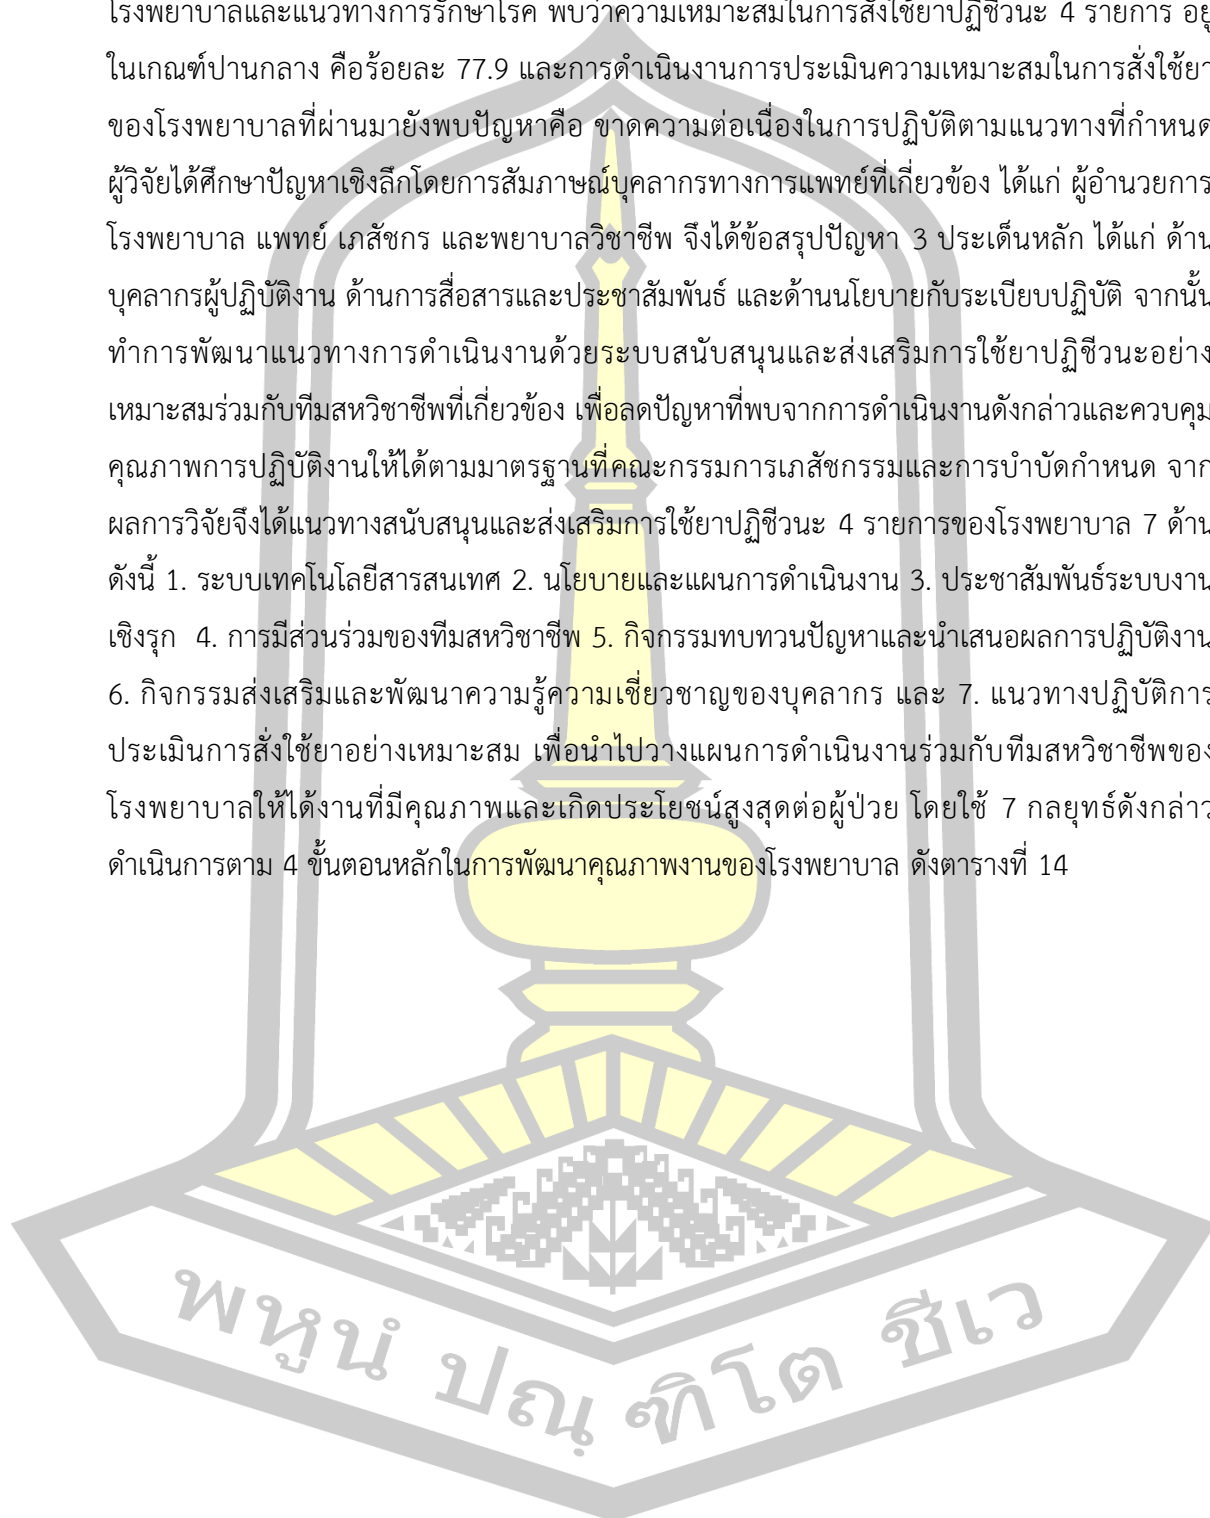 โรงพยาบาลและแนวทางการรักษาโรค พบว่าความเหมาะสมในการสั่งใช้ยาปฏิชีวนะ 4 รายการ อยู่
ในเกณฑ์ปานกลาง คือร้อยละ 77.9 และการดำเนินงานการประเมินความเหมาะสมในการสั่งใช้ยา
ของโรงพยาบาลที่ผ่านมายังพบปัญหาคือ ขาดความต่อเนื่องในการปฏิบัติตามแนวทางที่กำหนด
ผู้วิจัยได้ศึกษาปัญหาเชิงลึกโดยการสัมภาษณ์บุคลากรทางการแพทย์ที่เกี่ยวข้อง ได้แก่ ผู้อำนวยการ
โรงพยาบาล แพทย์ เภสัชกร และพยาบาลวิชาชีพ จึงได้ข้อสรุปปัญหา 3 ประเด็นหลัก ได้แก่ ด้าน
บุคลากรผู้ปฏิบัติงาน ด้านการสื่อสารและประชาสัมพันธ์ และด้านนโยบายกับระเบียบปฏิบัติ จากนั้น
ทำการพัฒนาแนวทางการดำเนินงานด้วยระบบสนับสนุนและส่งเสริมการใช้ยาปฏิชีวนะอย่าง
เหมาะสมร่วมกับทีมสหวิชาชีพที่เกี่ยวข้อง เพื่อลดปัญหาที่พบจากการดำเนินงานดังกล่าวและควบคุม
คุณภาพการปฏิบัติงานให้ได้ตามมาตรฐานที่คณะกรรมการเภสัชกรรมและการบำบัดกำหนด จาก
ผลการวิจัยจึงได้แนวทางสนับสนุนและส่งเสริมการใช้ยาปฏิชีวนะ 4 รายการของโรงพยาบาล 7 ด้าน
ดังนี้ 1. ระบบเทคโนโลยีสารสนเทศ 2. นโยบายและแผนการดำเนินงาน 3. ประชาสัมพันธ์ระบบงาน
เชิงรุก 4. การมีส่วนร่วมของทีมสหวิชาชีพ 5. กิจกรรมทบทวนปัญหาและนำเสนอผลการปฏิบัติงาน
6. กิจกรรมส่งเสริมและพัฒนาความรู้ความเชี่ยวชาญของบุคลากร และ 7. แนวทางปฏิบัติการ
ประเมินการสั่งใช้ยาอย่างเหมาะสม เพื่อนำไปวางแผนการดำเนินงานร่วมกับทีมสหวิชาชีพของ
โรงพยาบาลให้ได้งานที่มีคุณภาพและเกิดประโยชน์สูงสุดต่อผู้ป่วย โดยใช้ 7 กลยุทธ์ดังกล่าว
ดำเนินการตาม 4 ขั้นตอนหลักในการพัฒนาคุณภาพงานของโรงพยาบาล ดังตารางที่ 14
พหูนํ ปณฺฑิโต ชีเว